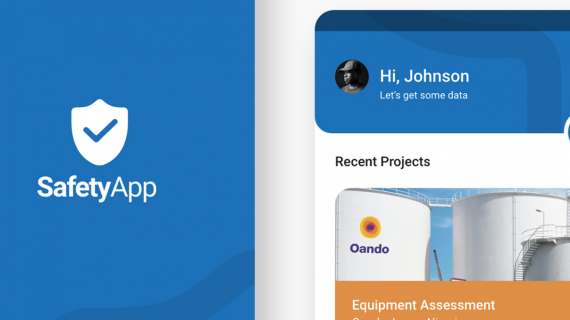 SafetyApp
Hi, Johnson
Let's get some data
Recent Projects
Oando
Equipment Assessment